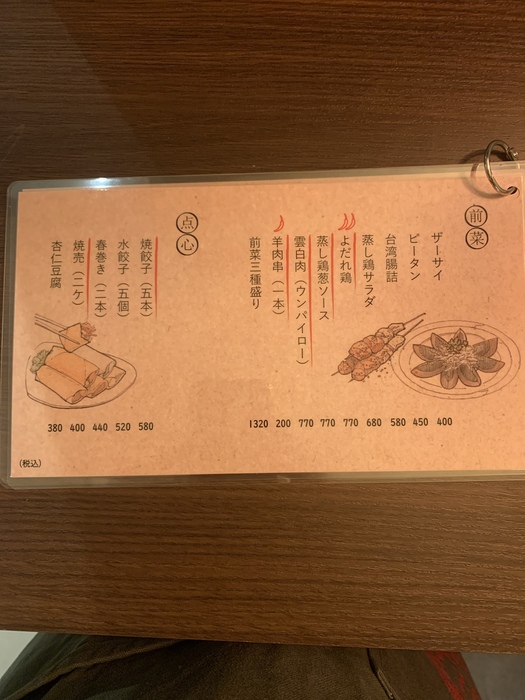 前菜
ザーサイ
ピータン
台湾腸詰
蒸し鶏サラダ
よだれ鶏
蒸し鶏葱ソース
雲白肉（ウンパイロー）
羊肉串（一本）
前菜三種盛り
1320 200 770 770 770 680 580 450 400
点心
焼餃子（五本）
水餃子（五個）
春巻き（二本）
焼売（二ケ）
杏仁豆腐
380 400 440 520 580
（税込）